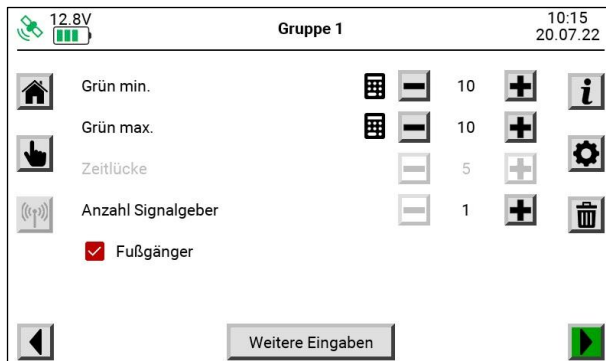 12.8V
Gruppe 1
10:15
20.07.22
Grün min. 10
Grün max. 10
Zeitlücke 5
Anzahl Signalgeber 1
Fußgänger
Weitere Eingaben